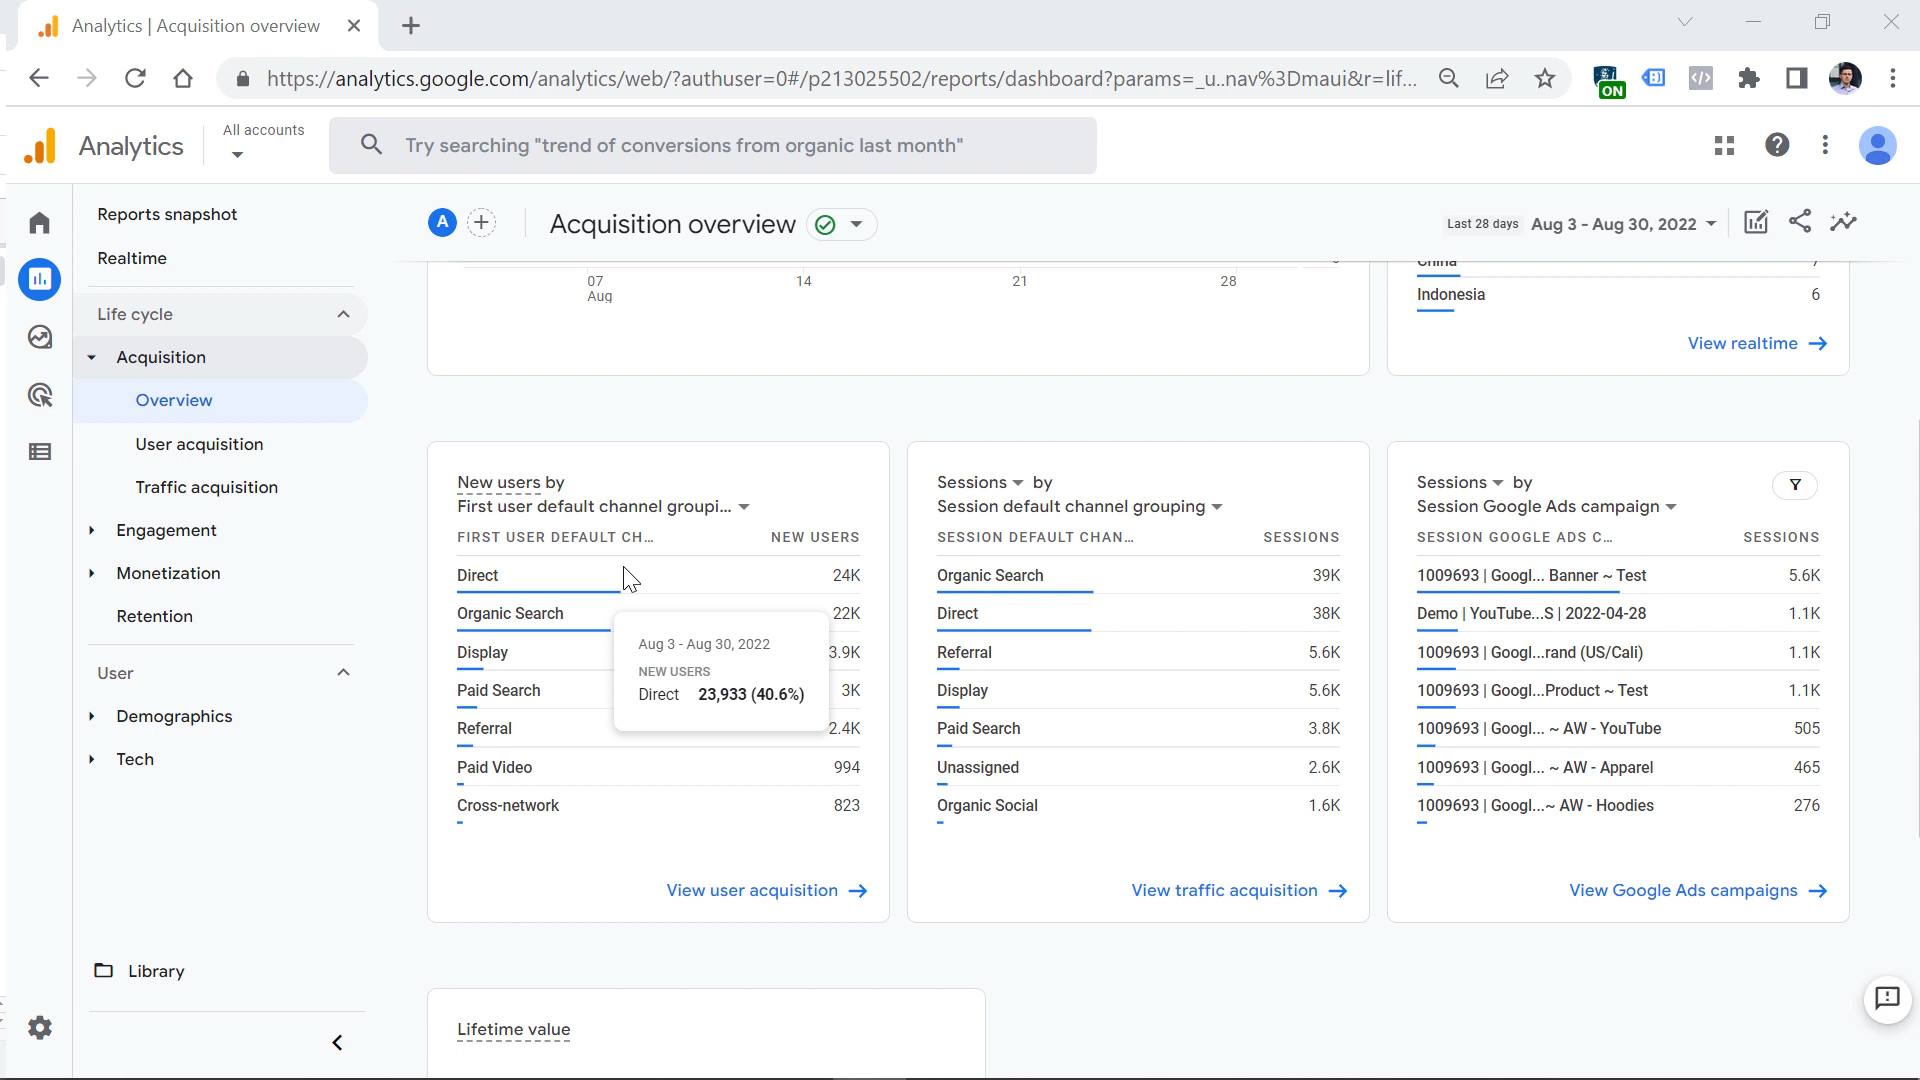 Analytics | Acquisition overview
https://analytics.google.com/analytics/web/?authuser=0#/p213025502/reports/dashboard?params=_u..nav%3Dmaui&r=lif...
ON
Analytics
All accounts
Try searching "trend of conversions from organic last month"
Reports snapshot
Realtime
Life cycle
Acquisition
Overview
User acquisition
Traffic acquisition
Engagement
Monetization
Retention
User
Demographics
Tech
Library
A
Acquisition overview
Last 28 days Aug 3 - Aug 30, 2022
07 14 21 28
Aug
China 7
Indonesia 6
View realtime
New users by
First user default channel groupi...
FIRST USER DEFAULT CH... NEW USERS
Direct 24K
Organic Search 22K
Display 3.9K
Paid Search 3K
Referral 2.4K
Paid Video 994
Cross-network 823
View user acquisition
Aug 3 - Aug 30, 2022
NEW USERS
Direct 23,933 (40.6%)
Sessions by
Session default channel grouping
SESSION DEFAULT CHAN... SESSIONS
Organic Search 39K
Direct 38K
Referral 5.6K
Display 5.6K
Paid Search 3.8K
Unassigned 2.6K
Organic Social 1.6K
View traffic acquisition
Sessions by
Session Google Ads campaign
SESSION GOOGLE ADS C... SESSIONS
1009693 | Googl... Banner ~ Test 5.6K
Demo | YouTube...S | 2022-04-28 1.1K
1009693 | Googl...rand (US/Cali) 1.1K
1009693 | Googl...Product ~ Test 1.1K
1009693 | Googl... ~ AW - YouTube 505
1009693 | Googl... ~ AW - Apparel 465
1009693 | Googl...~ AW - Hoodies 276
View Google Ads campaigns
Lifetime value